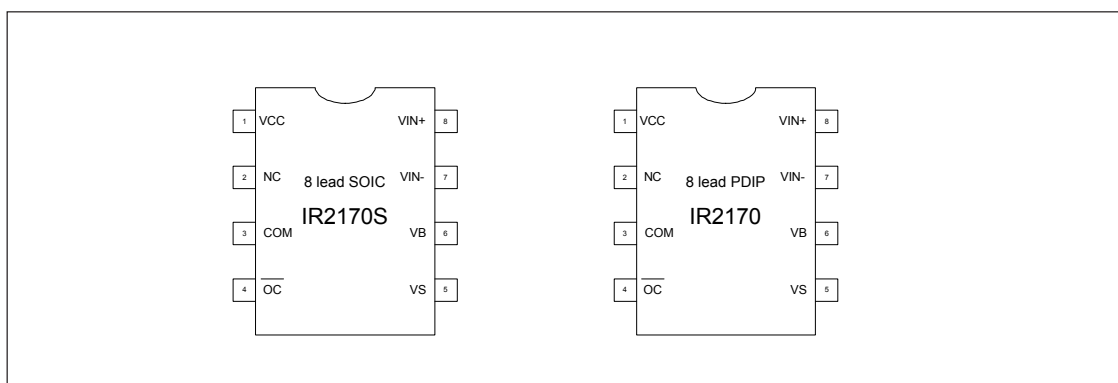 1 VCC VIN+ 8
2 NC 8 lead SOIC VIN- 7
IR2170S
3 COM VB 6
4 O̅C̅ VS 5
1 VCC VIN+ 8
2 NC 8 lead PDIP VIN- 7
IR2170
3 COM VB 6
4 O̅C̅ VS 5